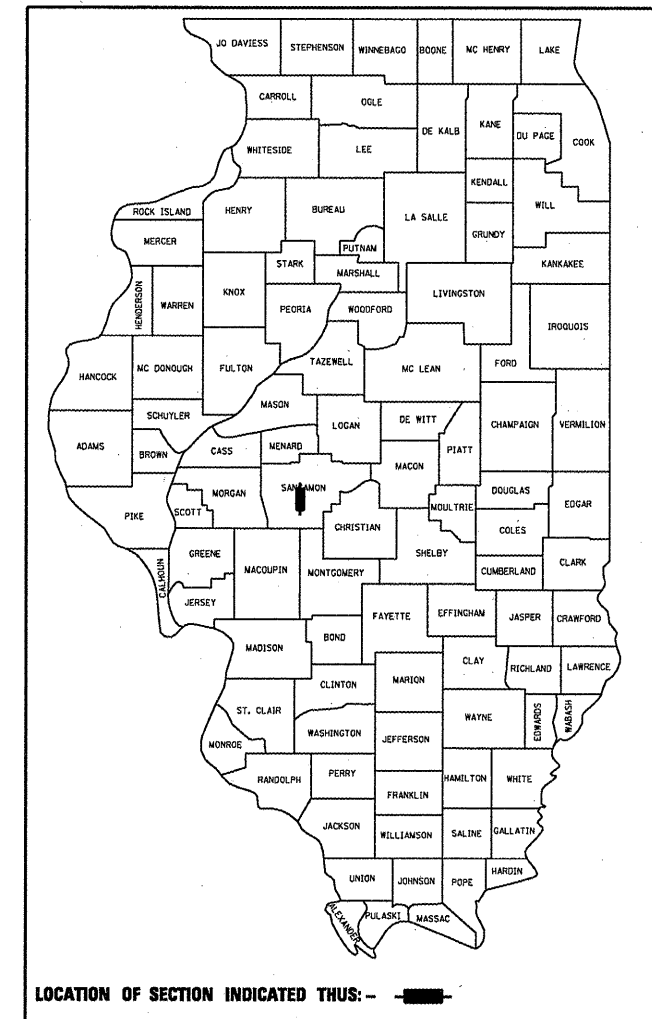 JO DAVIESS STEPHENSON WINNEBAGO BOONE MC HENRY LAKE
CARROLL OGLE DE KALB KANE DU PAGE COOK
WHITESIDE LEE
KENDALL WILL
ROCK ISLAND HENRY BUREAU LA SALLE GRUNDY
MERCER PUTNAM
STARK MARSHALL KANKAKEE
HENDERSON WARREN KNOX PEORIA WOODFORD LIVINGSTON IROQUOIS
HANCOCK MC DONOUGH FULTON TAZEWELL MC LEAN FORD
MASON
SCHUYLER LOGAN DE WITT CHAMPAIGN VERMILION
ADAMS BROWN CASS MENARD PIATT
MACON
SANGAMON
MORGAN DOUGLAS
PIKE SCOTT CHRISTIAN MOULTRIE COLES EDGAR
GREENE SHELBY
CALHOUN MACOUPIN MONTGOMERY CUMBERLAND CLARK
JERSEY
FAYETTE EFFINGHAM JASPER CRAWFORD
MADISON BOND
CLAY RICHLAND LAWRENCE
CLINTON MARION
ST. CLAIR WAYNE EDWARDS WABASH
WASHINGTON JEFFERSON
MONROE
RANDOLPH PERRY HAMILTON WHITE
FRANKLIN
JACKSON WILLIAMSON SALINE GALLATIN
UNION JOHNSON POPE HARDIN
ALEXANDER PULASKI MASSAC
LOCATION OF SECTION INDICATED THUS:-